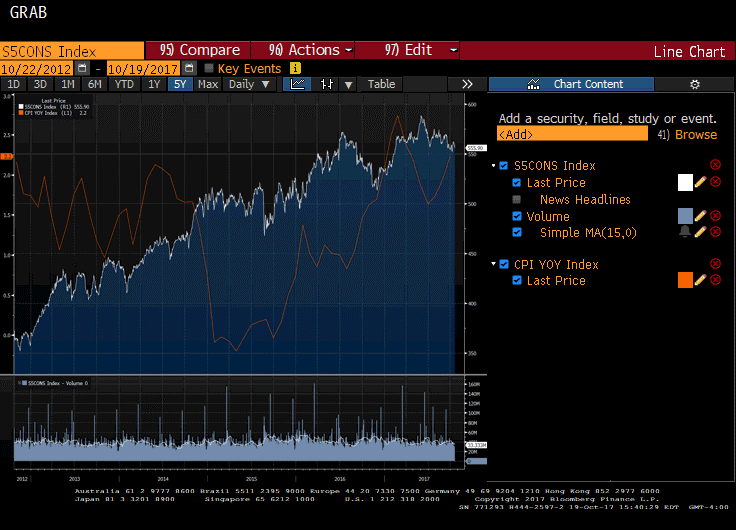 GRAB
S5CONS Index 95) Compare 96) Actions 97) Edit Line Chart
10/22/2012 - 10/19/2017 Key Events i
1D 3D 1M 6M YTD 1Y 5Y Max Daily ▼ ▼ Table >> Chart Content
Add a security, field, study or event.
<Add> 41) Browse
S5CONS Index
Last Price
News Headlines
Volume
Simple MA(15,0)
CPI YOY Index
Last Price
Last Price
S5CONS Index (R1) 555.90
CPI YOY Index (L1) 2.2
3.0
2.5
2.2
2.0
1.5
1.0
0.5
0.0
600
555.90
550
500
450
400
350
S5CONS Index - Volume 0
160M
140M
120M
100M
80M
60M
33.333M
20M
0
2012 2013 2014 2015 2016 2017
Australia 61 2 9777 8600 Brazil 5511 2395 9000 Europe 44 20 7330 7500 Germany 49 69 9204 1210 Hong Kong 852 2977 6000
Japan 81 3 3201 8900 Singapore 65 6212 1000 U.S. 1 212 318 2000 Copyright 2017 Bloomberg Finance L.P.
SN 771293 H444-2597-2 19-Oct-17 15:40:29 EDT GMT-4:00